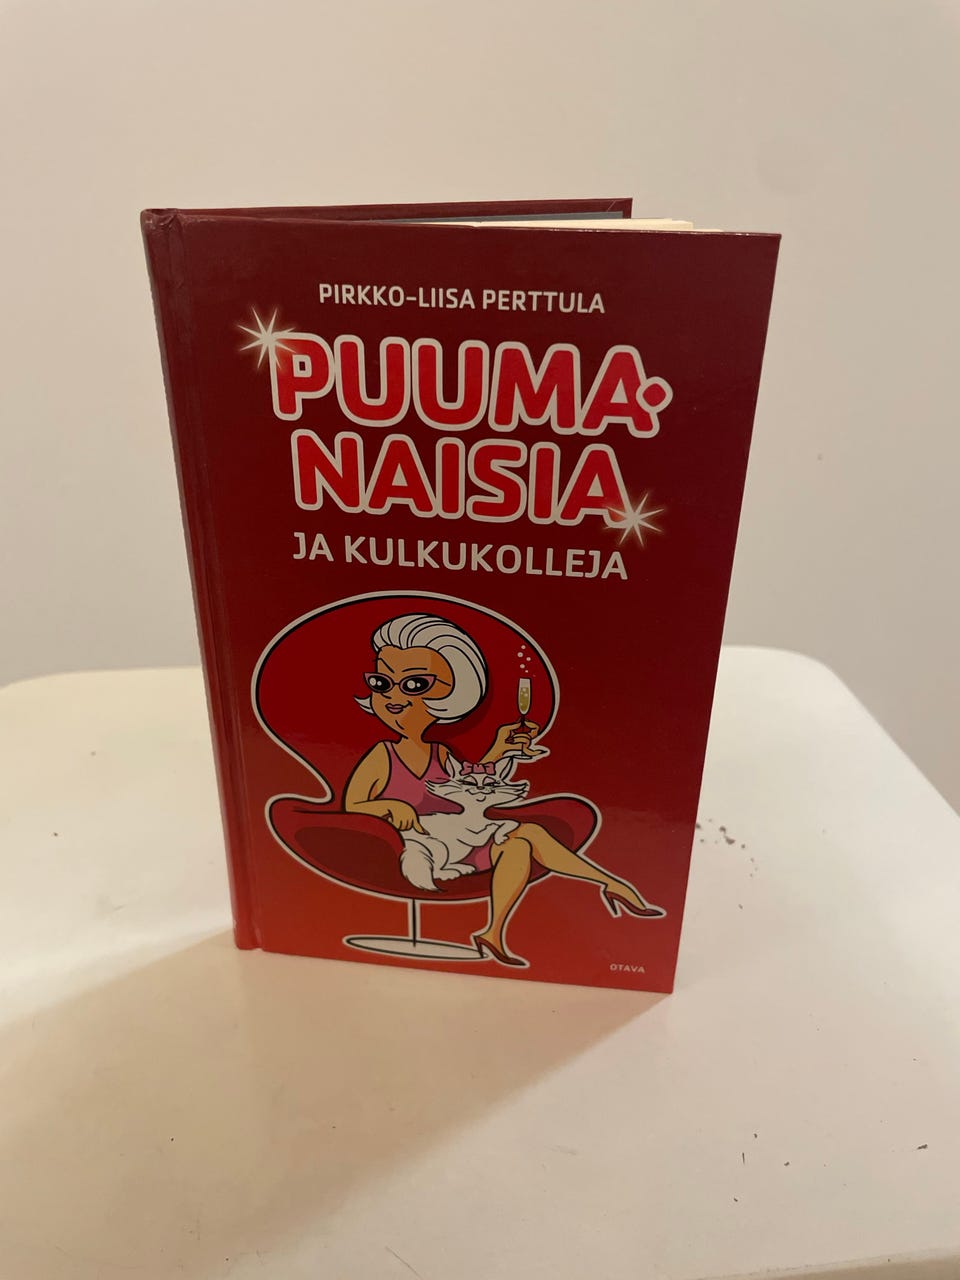 PIRKKO-LIISA PERTTULA
PUUMA-
NAISIA
JA KULKUKOLLEJA
OTAVA